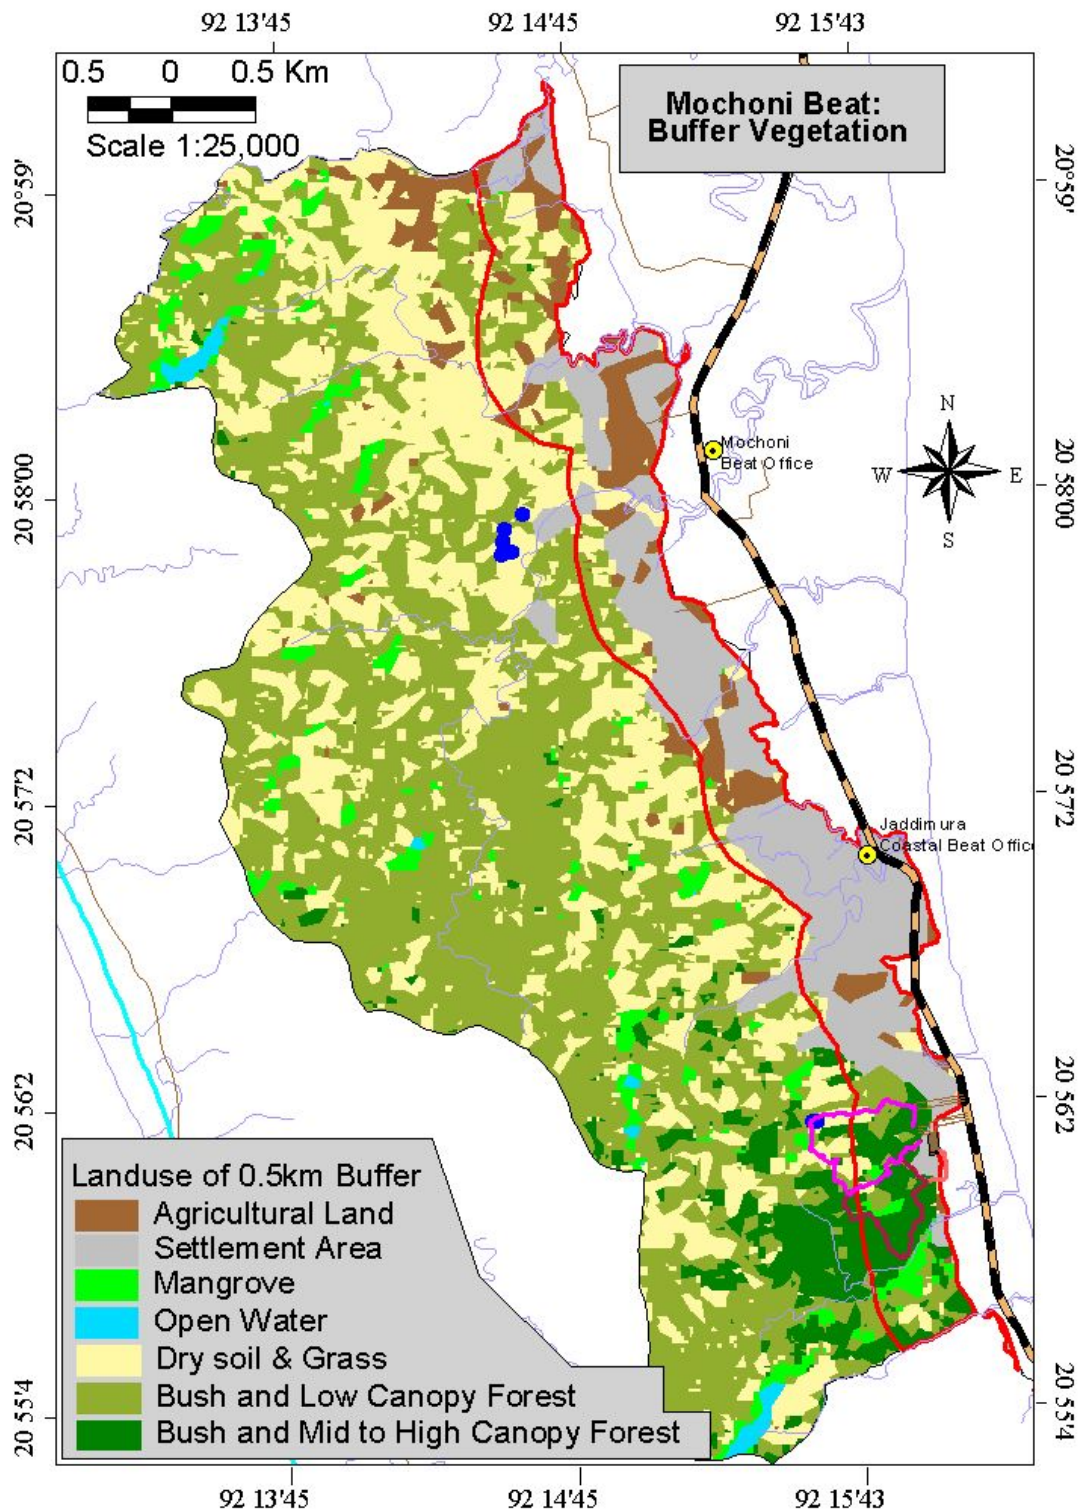 92 13'45 92 14'45 92 15'43
0.5 0 0.5 Km
Scale 1:25,000
Mochoni Beat:
Buffer Vegetation
20°59'
20°59'
Mochoni
Beat Office
N
W E
S
20 58'00
20 58'00
20 57'2
20 57'2
Jaddimura
Coastal Beat Office
20 56'2
20 56'2
Landuse of 0.5km Buffer
Agricultural Land
Settlement Area
Mangrove
Open Water
Dry soil & Grass
Bush and Low Canopy Forest
Bush and Mid to High Canopy Forest
20 55'4
20 55'4
92 13'45 92 14'45 92 15'43